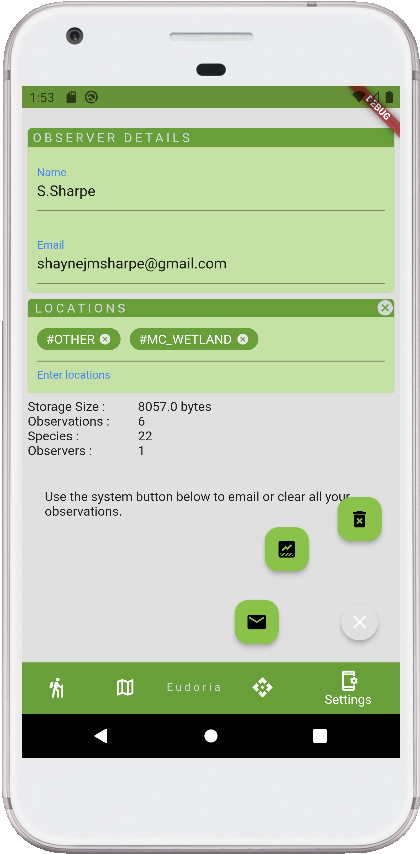 1:53
DEBUG
OBSERVER DETAILS
Name
S.Sharpe
Email
shaynejmsharpe@gmail.com
LOCATIONS
#OTHER #MC_WETLAND
Enter locations
Storage Size : 8057.0 bytes
Observations : 6
Species : 22
Observers : 1
Use the system button below to email or clear all your
observations.
Eudoria
Settings